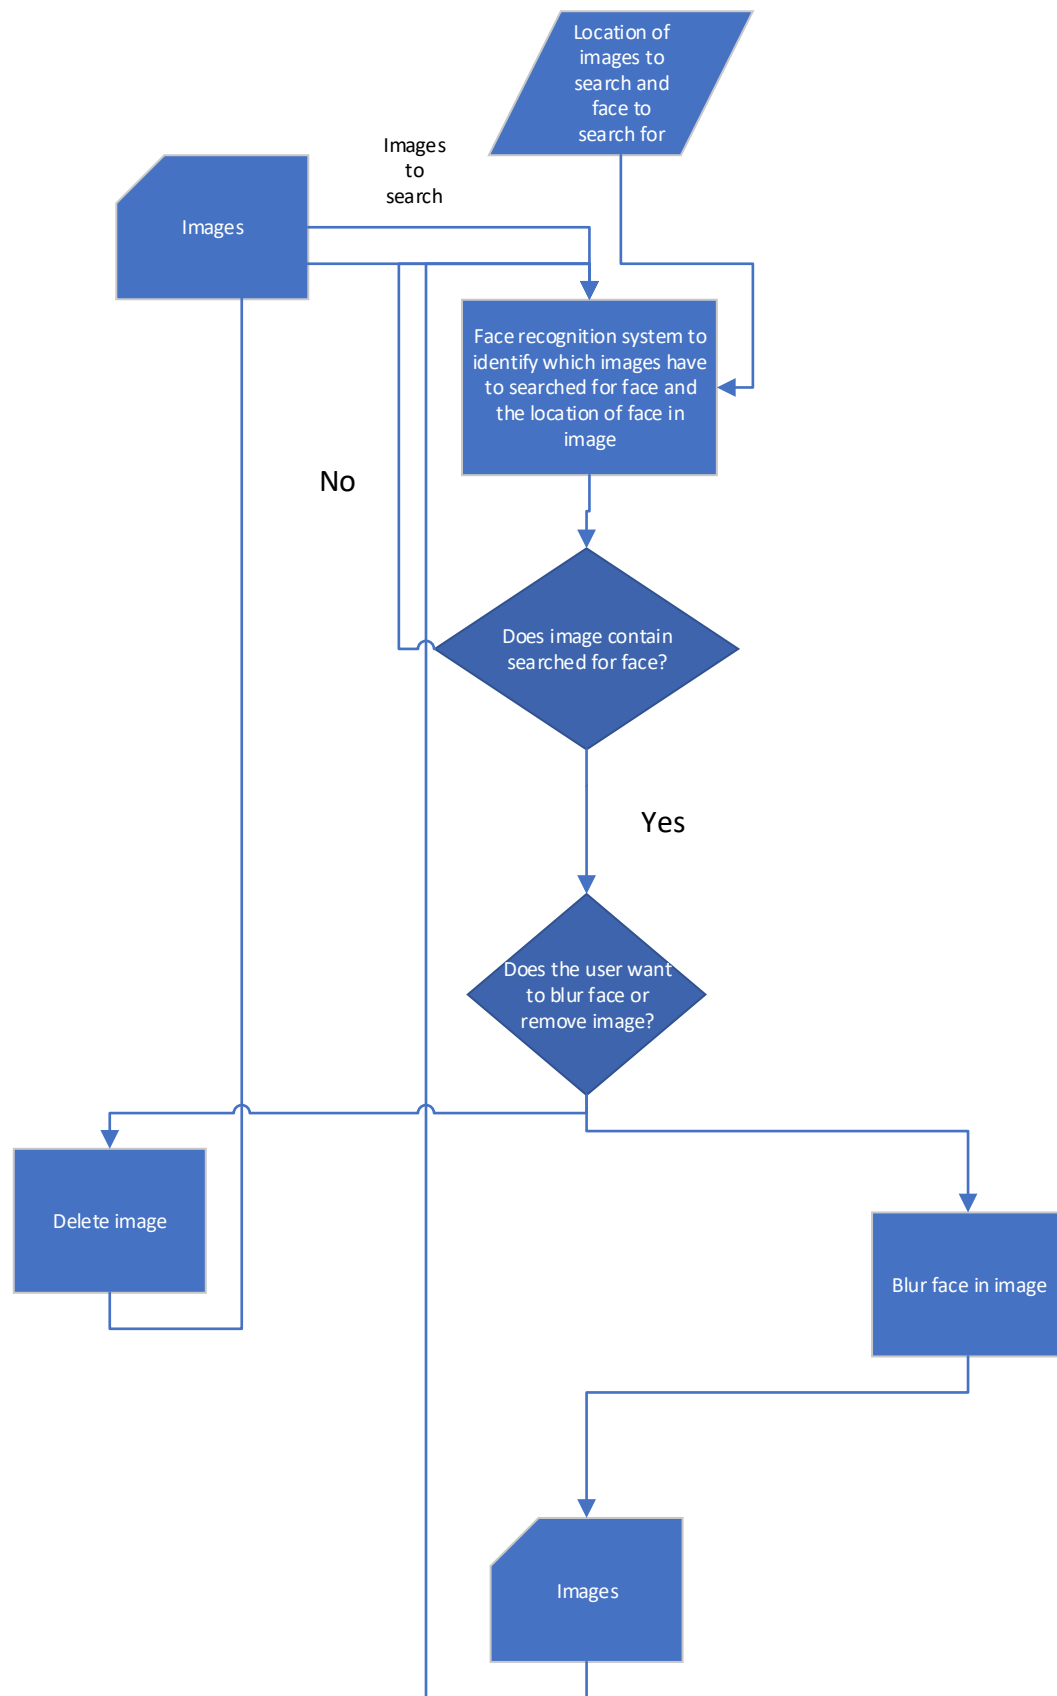 Location of
images to
search and
face to
search for
Images
to
search
Images
Face recognition system to
identify which images have
to searched for face and
the location of face in
image
No
Does image contain
searched for face?
Yes
Does the user want
to blur face or
remove image?
Delete image
Blur face in image
Images